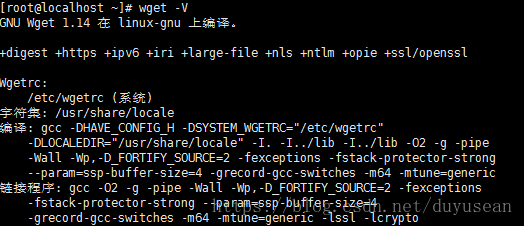 [root@localhost ~]# wget -V
GNU Wget 1.14 在 linux-gnu 上编译。
+digest +https +ipv6 +iri +large-file +nls +ntlm +opie +ssl/openssl
Wgetrc:
/etc/wgetrc (系统)
字符集: /usr/share/locale
编译: gcc -DHAVE_CONFIG_H -DSYSTEM_WGETRC="/etc/wgetrc"
-DLOCALEDIR="/usr/share/locale" -I. -I../lib -I../lib -O2 -g -pipe
-Wall -Wp,-D_FORTIFY_SOURCE=2 -fexceptions -fstack-protector-strong
--param=ssp-buffer-size=4 -grecord-gcc-switches -m64 -mtune=generic
链接程序: gcc -O2 -g -pipe -Wall -Wp,-D_FORTIFY_SOURCE=2 -fexceptions
-fstack-protector-strong --param=ssp-buffer-size=4
-grecord-gcc-switches -m64 -mtune=generic -lssl -lcrypto
https://blog.csdn.net/duyusean